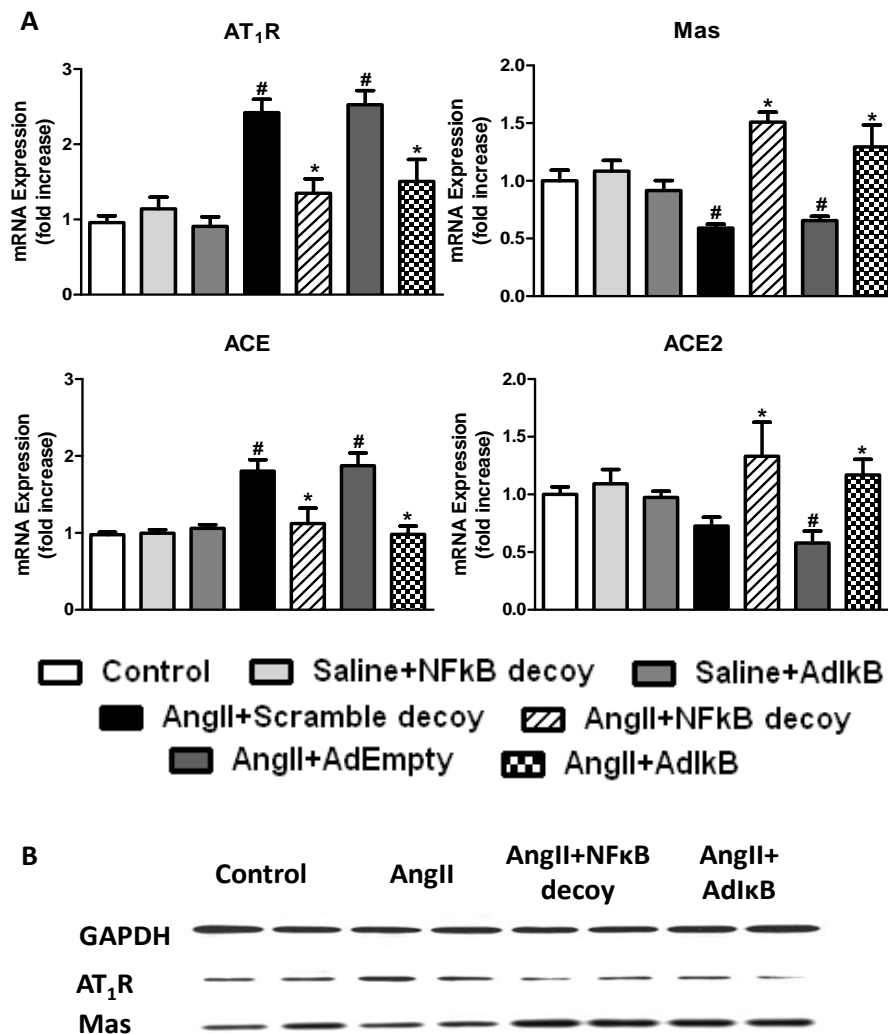 A
AT₁R
mRNA Expression
(fold increase)
3
2
1
0
#
*
#
*
Mas
mRNA Expression
(fold increase)
2.0
1.5
1.0
0.5
0.0
#
*
#
*
ACE
mRNA Expression
(fold increase)
3
2
1
0
#
*
#
*
ACE2
mRNA Expression
(fold increase)
2.0
1.5
1.0
0.5
0.0
*
#
*
Control Saline+NFkB decoy Saline+AdIkB
AngII+Scramble decoy AngII+NFkB decoy
AngII+AdEmpty AngII+AdIkB
B
Control AngII AngII+NFκB decoy AngII+ AdIκB
GAPDH
AT₁R
Mas